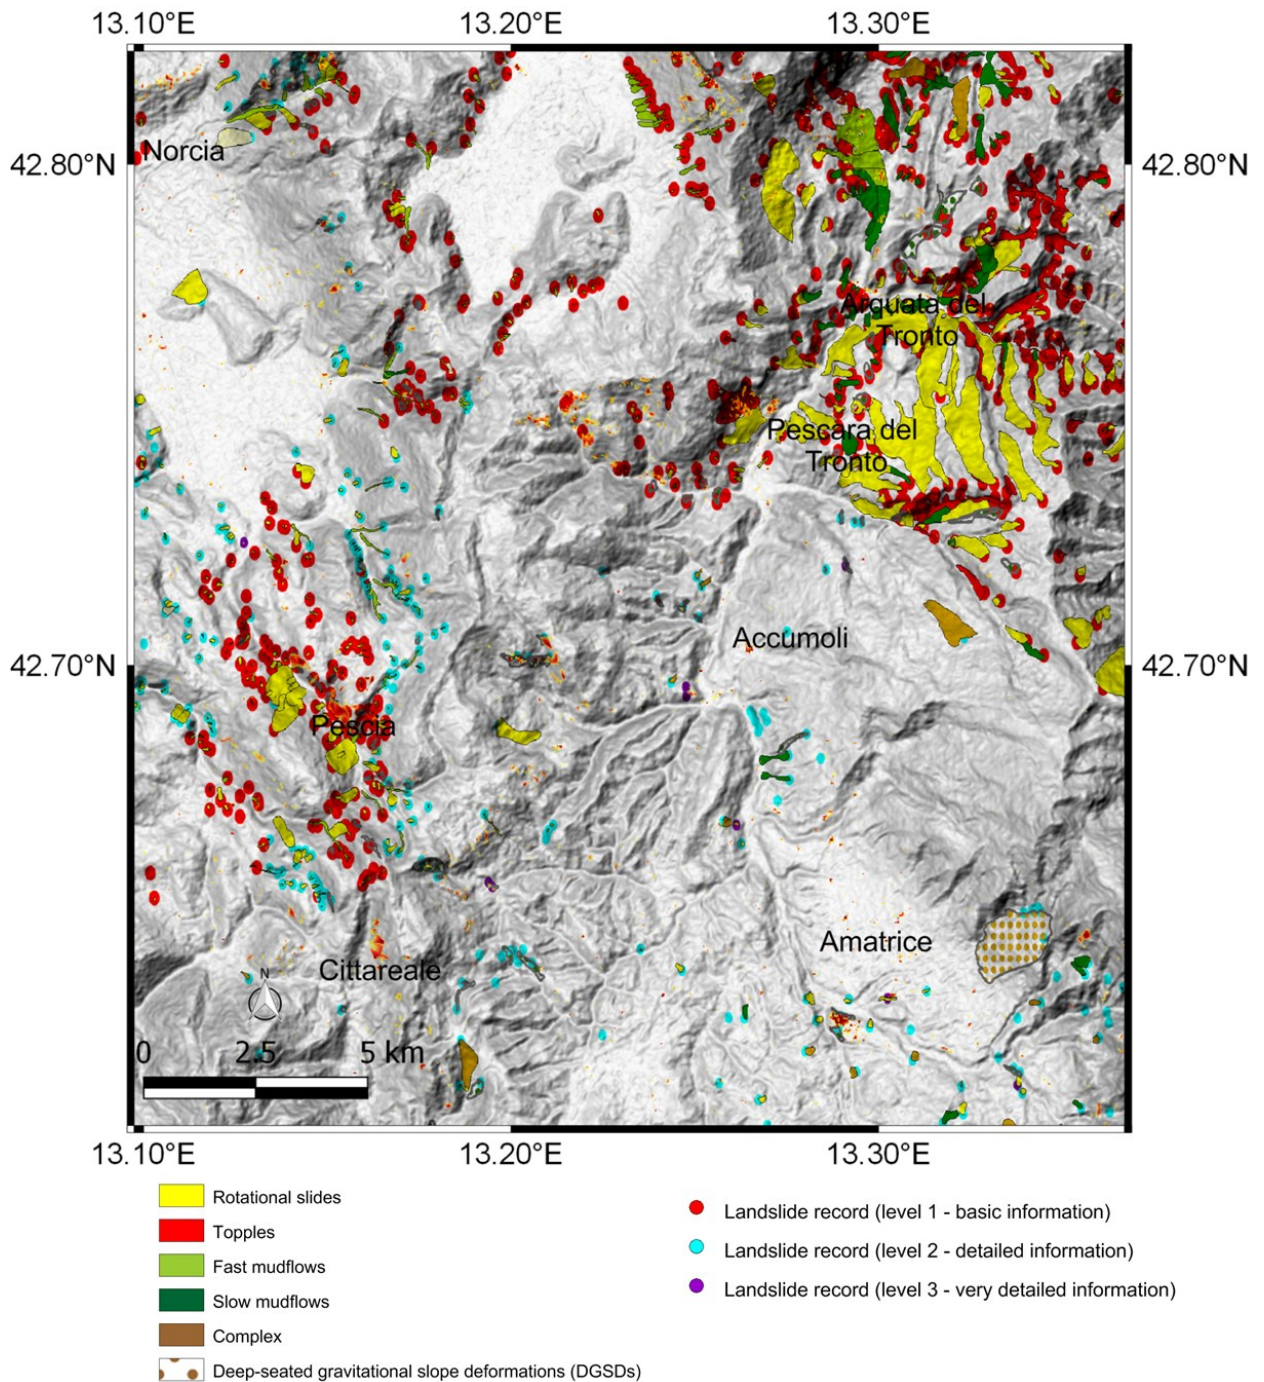 13.10°E 13.20°E 13.30°E
42.80°N 42.80°N
Norcia
Arquata del
Tronto
Pescara del
Tronto
Accumoli
42.70°N 42.70°N
Pescia
Amatrice
Cittareale
N
0 2.5 5 km
13.10°E 13.20°E 13.30°E
Rotational slides
Topples
Fast mudflows
Slow mudflows
Complex
Deep-seated gravitational slope deformations (DGSDs)
Landslide record (level 1 - basic information)
Landslide record (level 2 - detailed information)
Landslide record (level 3 - very detailed information)